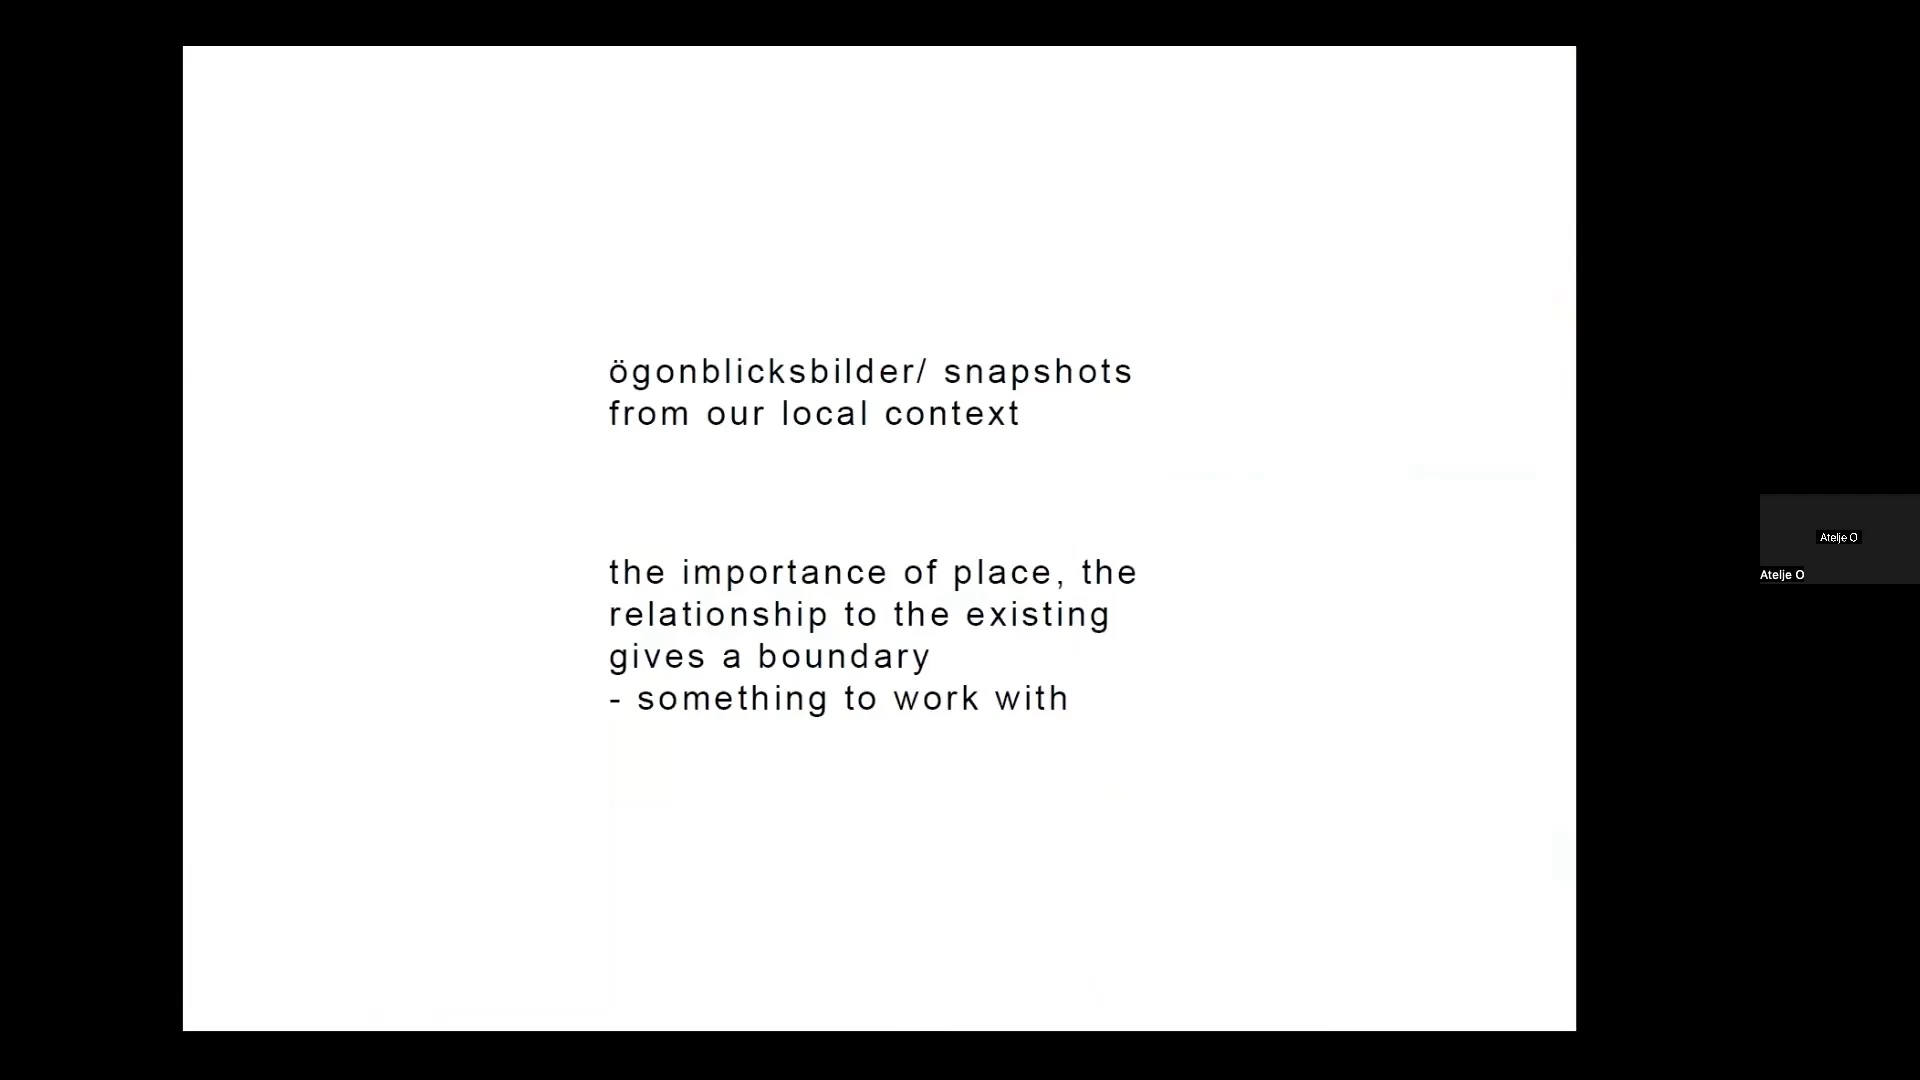 ögonblicksbilder/ snapshots
from our local context
the importance of place, the
relationship to the existing
gives a boundary
- something to work with
Atelje O
Atelje O